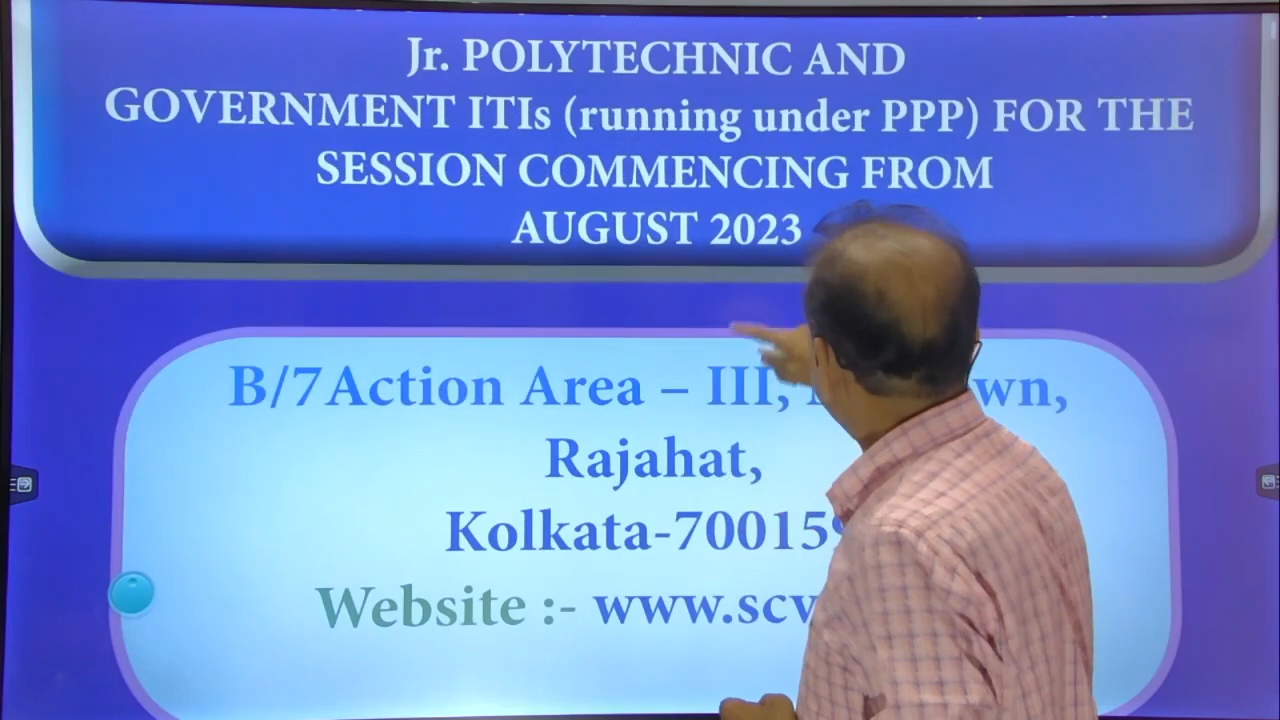 Jr. POLYTECHNIC AND
GOVERNMENT ITIs (running under PPP) FOR THE
SESSION COMMENCING FROM
AUGUST 2023
B/7Action Area – III,
Rajahat,
Kolkata-70015
Website :-